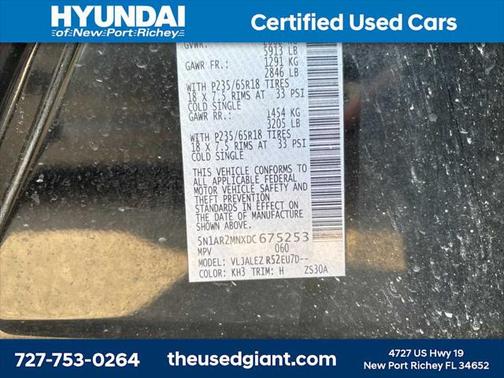 HYUNDAI
of New Port Richey
Certified Used Cars
GVWR:
5913 LB
GAWR FR.: 1291 KG
2846 LB
WITH P235/65R18 TIRES
18 X 7.5 RIMS AT 33 PSI
COLD SINGLE
GAWR RR.: 1454 KG
3205 LB
WITH P235/65R18 TIRES
18 X 7.5 RIMS AT 33 PSI
COLD SINGLE
THIS VEHICLE CONFORMS TO
ALL APPLICABLE FEDERAL
MOTOR VEHICLE SAFETY AND
THEFT PREVENTION
STANDARDS IN EFFECT ON
THE DATE OF MANUFACTURE
SHOWN ABOVE.
5N1AR2MNXDC 675253
MPV 060
MODEL: VLJALEZ R52EU7D--
COLOR: KH3 TRIM: H ZS30A
727-753-0264
theusedgiant.com/
4727 US Hwy 19
New Port Richey FL 34652